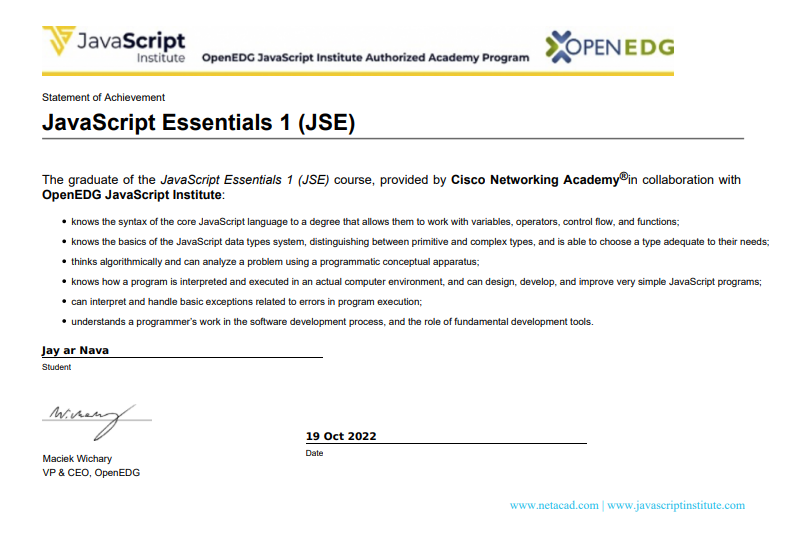 JavaScript
Institute
OpenEDG JavaScript Institute Authorized Academy Program
OPENEDG
Statement of Achievement
JavaScript Essentials 1 (JSE)
The graduate of the JavaScript Essentials 1 (JSE) course, provided by Cisco Networking Academy®in collaboration with
OpenEDG JavaScript Institute:
• knows the syntax of the core JavaScript language to a degree that allows them to work with variables, operators, control flow, and functions;
• knows the basics of the JavaScript data types system, distinguishing between primitive and complex types, and is able to choose a type adequate to their needs;
• thinks algorithmically and can analyze a problem using a programmatic conceptual apparatus;
• knows how a program is interpreted and executed in an actual computer environment, and can design, develop, and improve very simple JavaScript programs;
• can interpret and handle basic exceptions related to errors in program execution;
• understands a programmer's work in the software development process, and the role of fundamental development tools.
Jay ar Nava
Student
W.chary
19 Oct 2022
Date
Maciek Wichary
VP & CEO, OpenEDG
www.netacad.com | www.javascriptinstitute.com